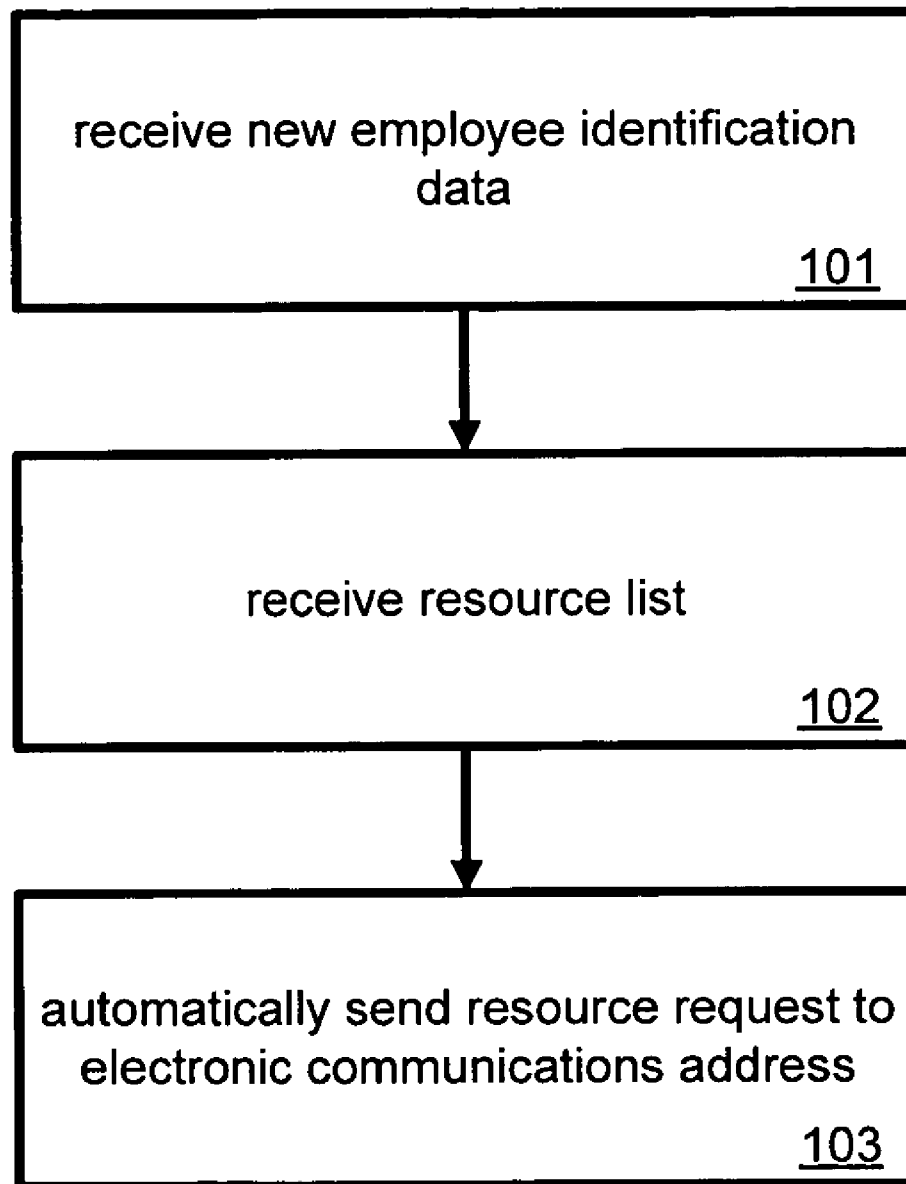 receive new employee identification
data
101
receive resource list
102
automatically send resource request to
electronic communications address
103